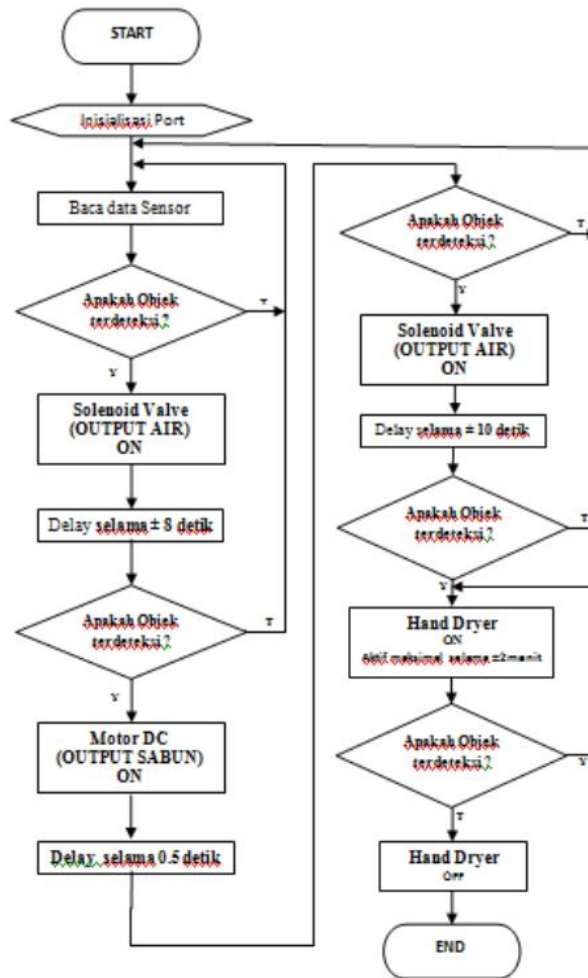 START
Inisialisasi Port
Baca data Sensor
Apakah Objek
terdeteksi?
T
Y
Solenoid Valve
(OUTPUT AIR)
ON
Delay selama ± 8 detik
Apakah Objek
terdeteksi?
T
Y
Motor DC
(OUTPUT SABUN)
ON
Delay selama 0.5 detik
Apakah Objek
terdeteksi?
T
Y
Solenoid Valve
(OUTPUT AIR)
ON
Delay selama ± 10 detik
Apakah Objek
terdeteksi?
T
Y
Hand Dryer
ON
Aktif maksimal selama ±2menit
Apakah Objek
terdeteksi?
Y
T
Hand Dryer
OFF
END